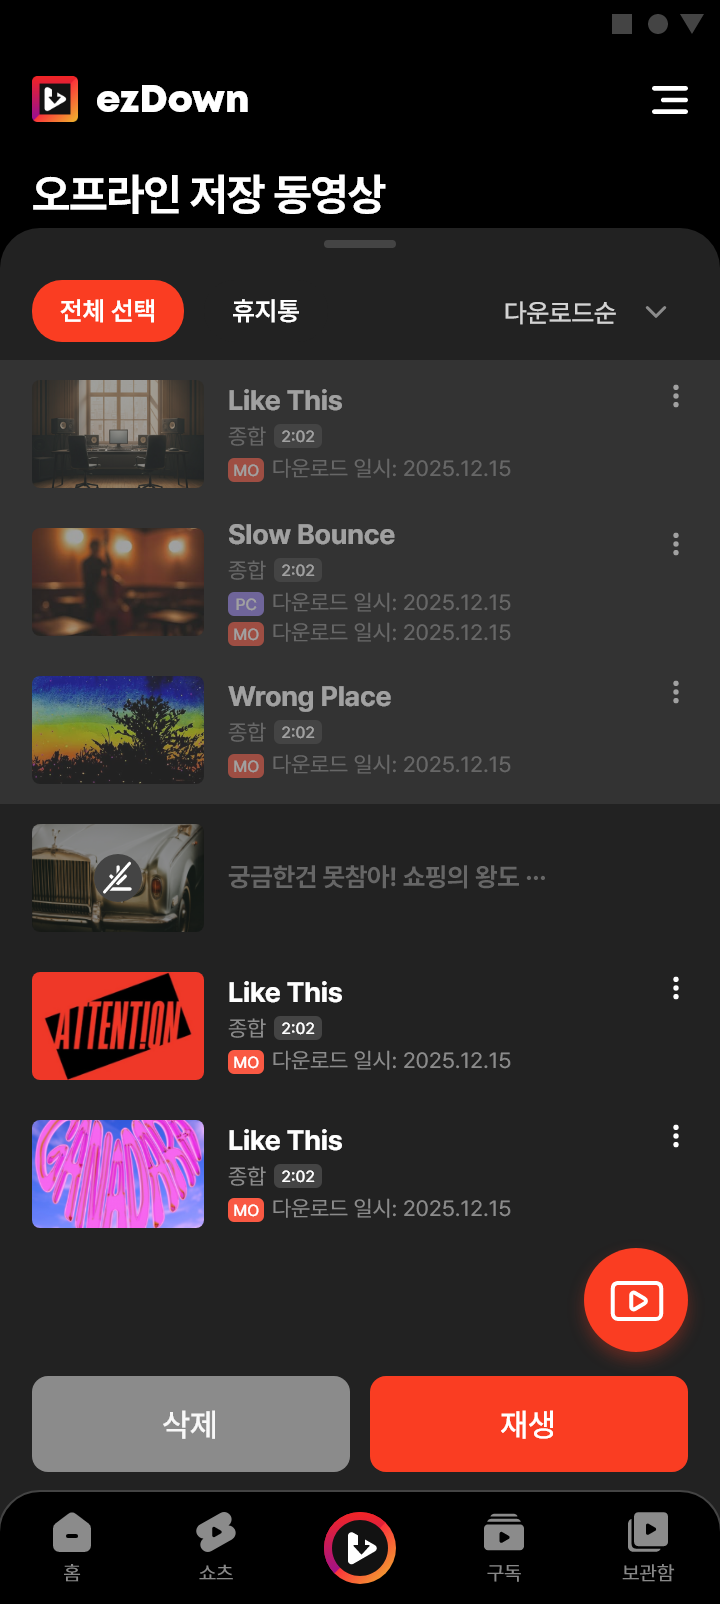 ezDown
오프라인 저장 동영상
전체 선택 휴지통 다운로드순
Like This
종합 2:02
MO 다운로드 일시: 2025.12.15
Slow Bounce
종합 2:02
PC 다운로드 일시: 2025.12.15
MO 다운로드 일시: 2025.12.15
Wrong Place
종합 2:02
MO 다운로드 일시: 2025.12.15
궁금한건 못참아! 쇼핑의 왕도 ···
ATTENT!ON
Like This
종합 2:02
MO 다운로드 일시: 2025.12.15
Like This
종합 2:02
MO 다운로드 일시: 2025.12.15
삭제 재생
홈 쇼츠 구독 보관함